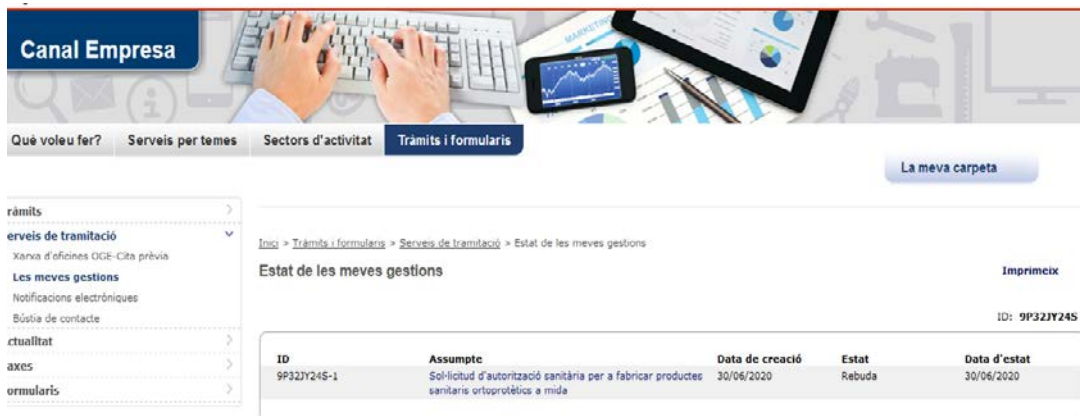 Canal Empresa
MARKETING
Què voleu fer? Serveis per temes Sectors d'activitat Tràmits i formularis
La meva carpeta
ràmits
erveis de tramitació
Xarxa d'oficines OGE-Cita prèvia
Les meves gestions
Notificacions electròniques
Bústia de contacte
ctualitat
axes
ormularis
Inici > Tràmits i formularis > Serveis de tramitació > Estat de les meves gestions
Estat de les meves gestions
Imprimeix
ID: 9P32JY24S
ID Assumpte Data de creació Estat Data d'estat
9P32JY24S-1 Sol·licitud d'autorització sanitària per a fabricar productes 30/06/2020 Rebuda 30/06/2020
sanitaris ortoprotètics a mida